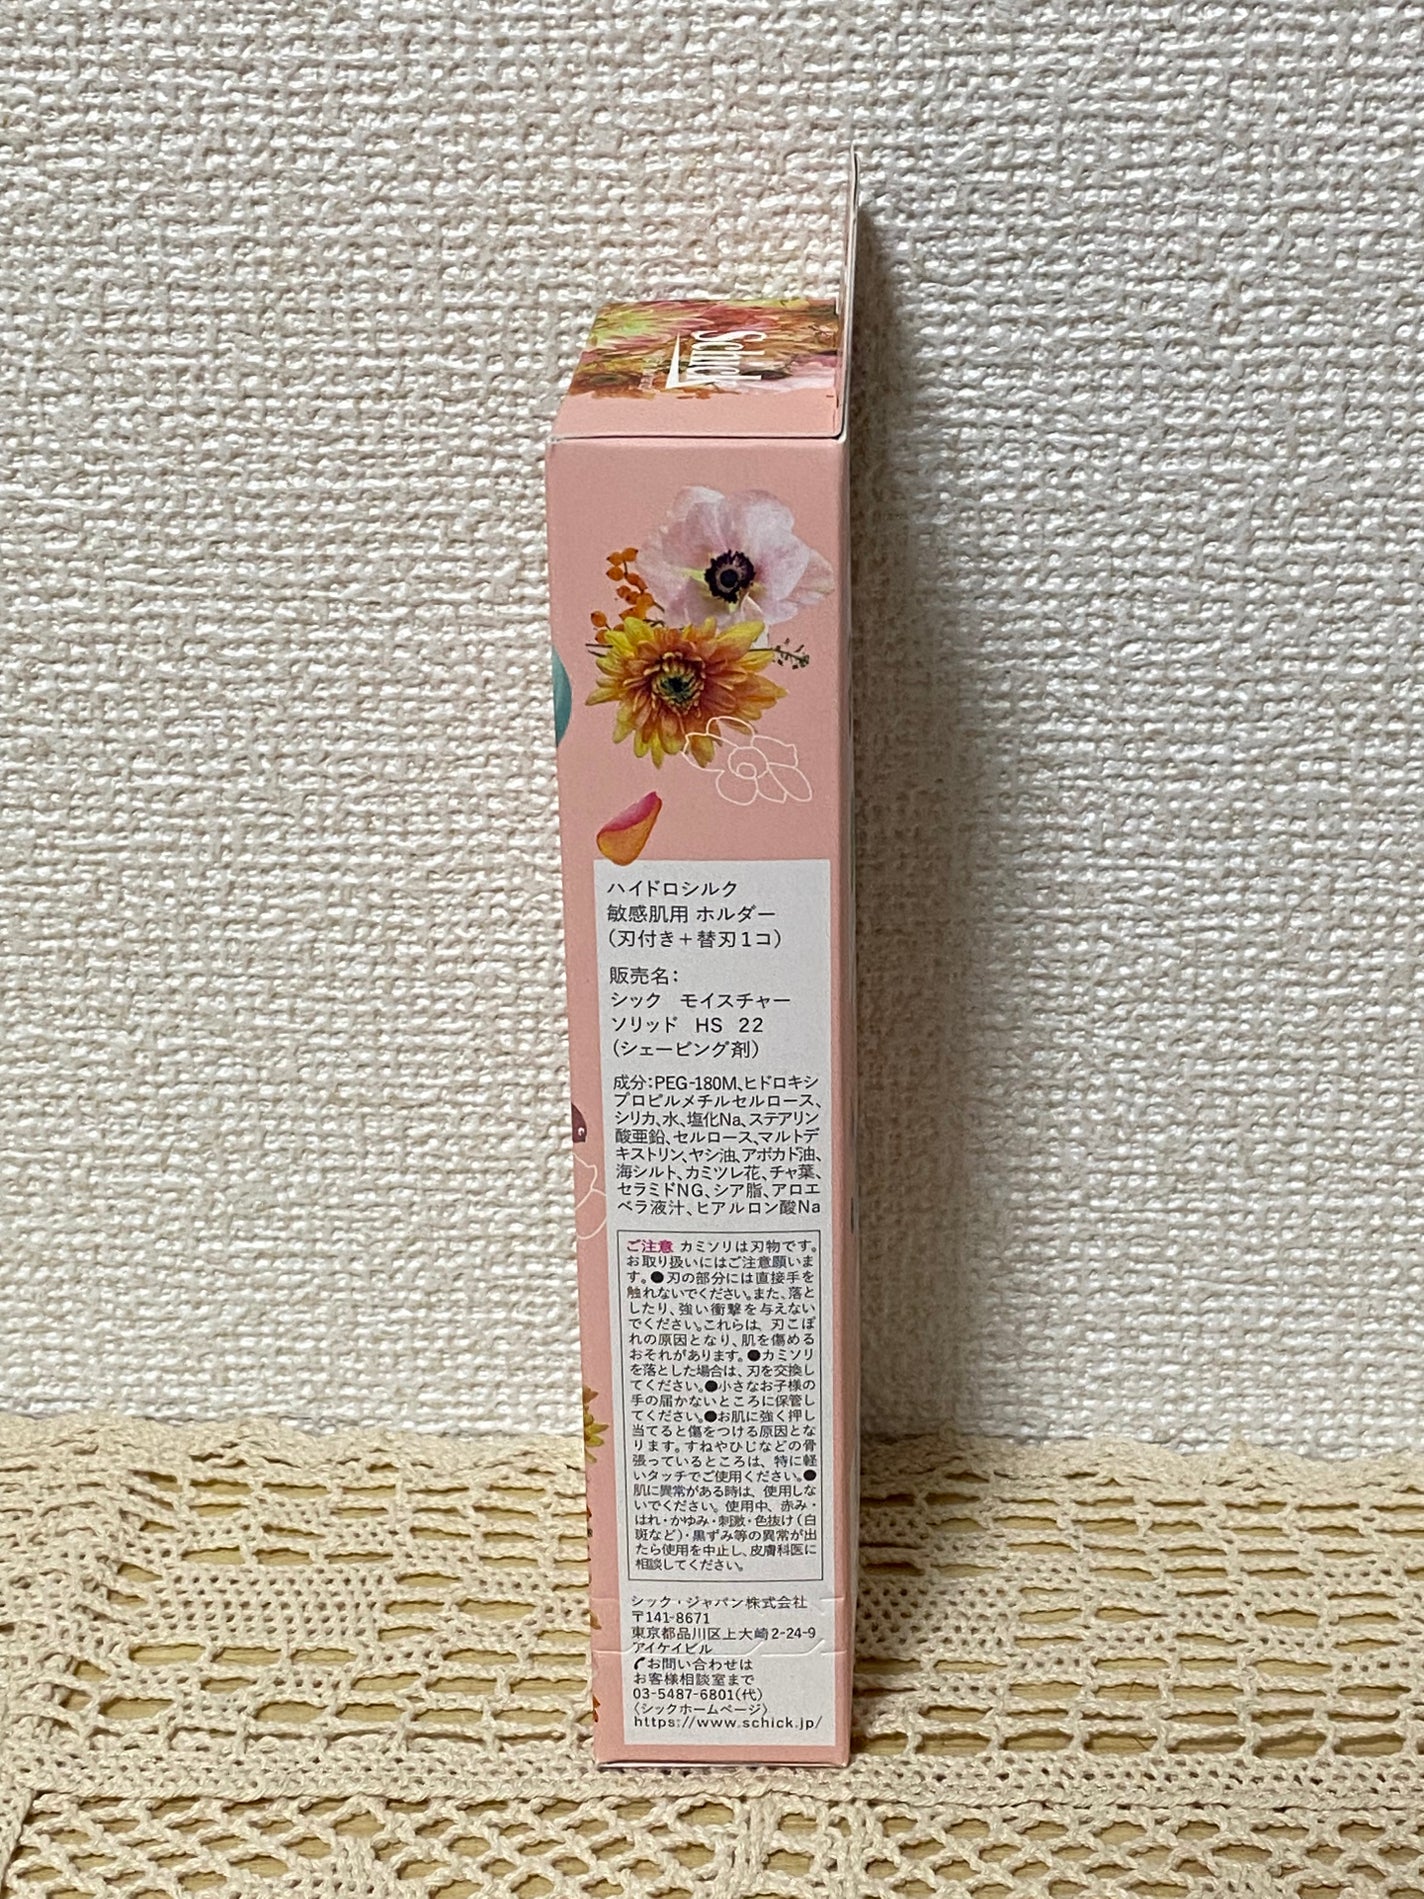 Schick
ハイドロシルク
敏感肌用 ホルダー
（刃付き＋替刃1コ）
販売名：
シック　モイスチャー
ソリッド　HS　22
（シェービング剤）
成分：PEG-180M、ヒドロキシ
プロピルメチルセルロース、
シリカ、水、塩化Na、ステアリン
酸亜鉛、セルロース、マルトデ
キストリン、ヤシ油、アボカド油、
海シルト、カミツレ花、チャ葉、
セラミドNG、シア脂、アロエ
ベラ液汁、ヒアルロン酸Na
ご注意 カミソリは刃物です。
お取り扱いにはご注意願いま
す。●刃の部分には直接手を
触れないでください。また、落と
したり、強い衝撃を与えない
でください。これらは、刃こぼ
れの原因となり、肌を傷める
おそれがあります。●カミソリ
を落とした場合は、刃を交換し
てください。●小さなお子様の
手の届かないところに保管し
てください。●お肌に強く押し
当てると傷をつける原因とな
ります。すねやひじなどの骨
張っているところは、特に軽
いタッチでご使用ください。●
肌に異常がある時は、使用しな
いでください。使用中、赤み・
はれ・かゆみ・刺激・色抜け（白
斑など）・黒ずみ等の異常が出
たら使用を中止し、皮膚科医に
相談してください。
シック・ジャパン株式会社
〒141-8671
東京都品川区上大崎2-24-9
アイケイビル
お問い合わせは
お客様相談室まで
03-5487-6801（代）
〈シックホームページ〉
https://www.schick.jp/